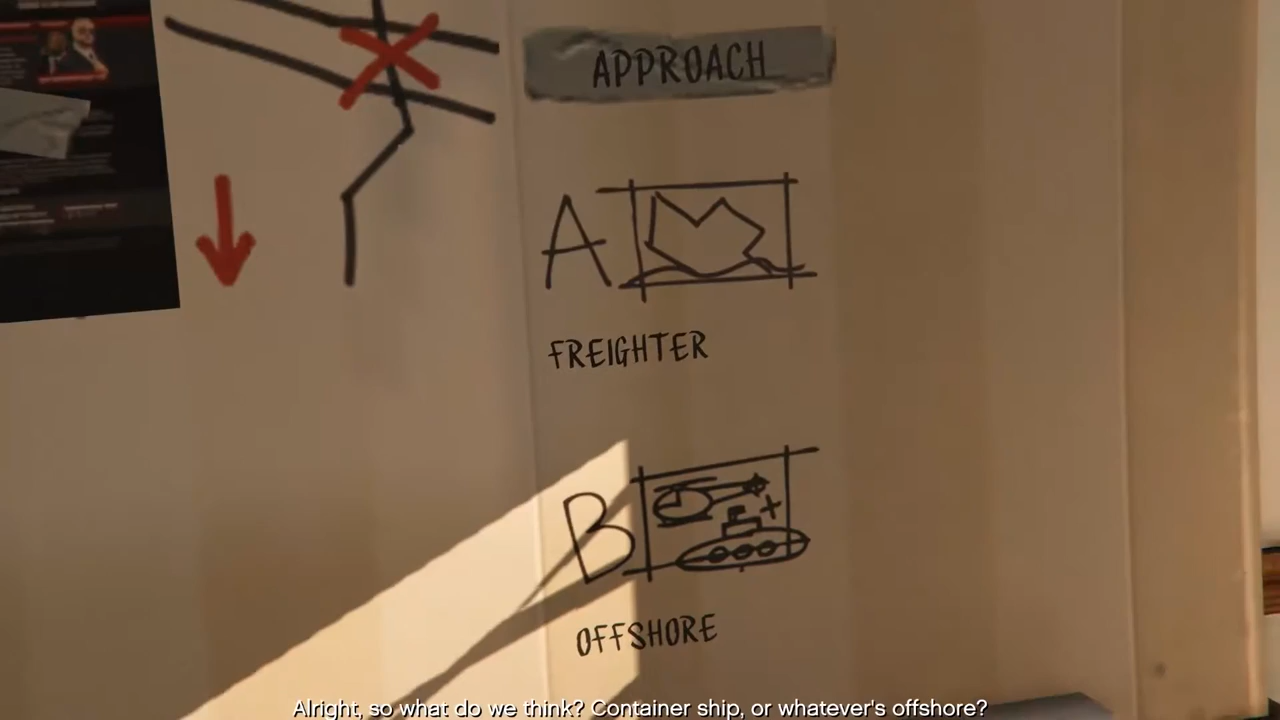 APPROACH
A
FREIGHTER
B
OFFSHORE
Alright, so what do we think? Container ship, or whatever's offshore?